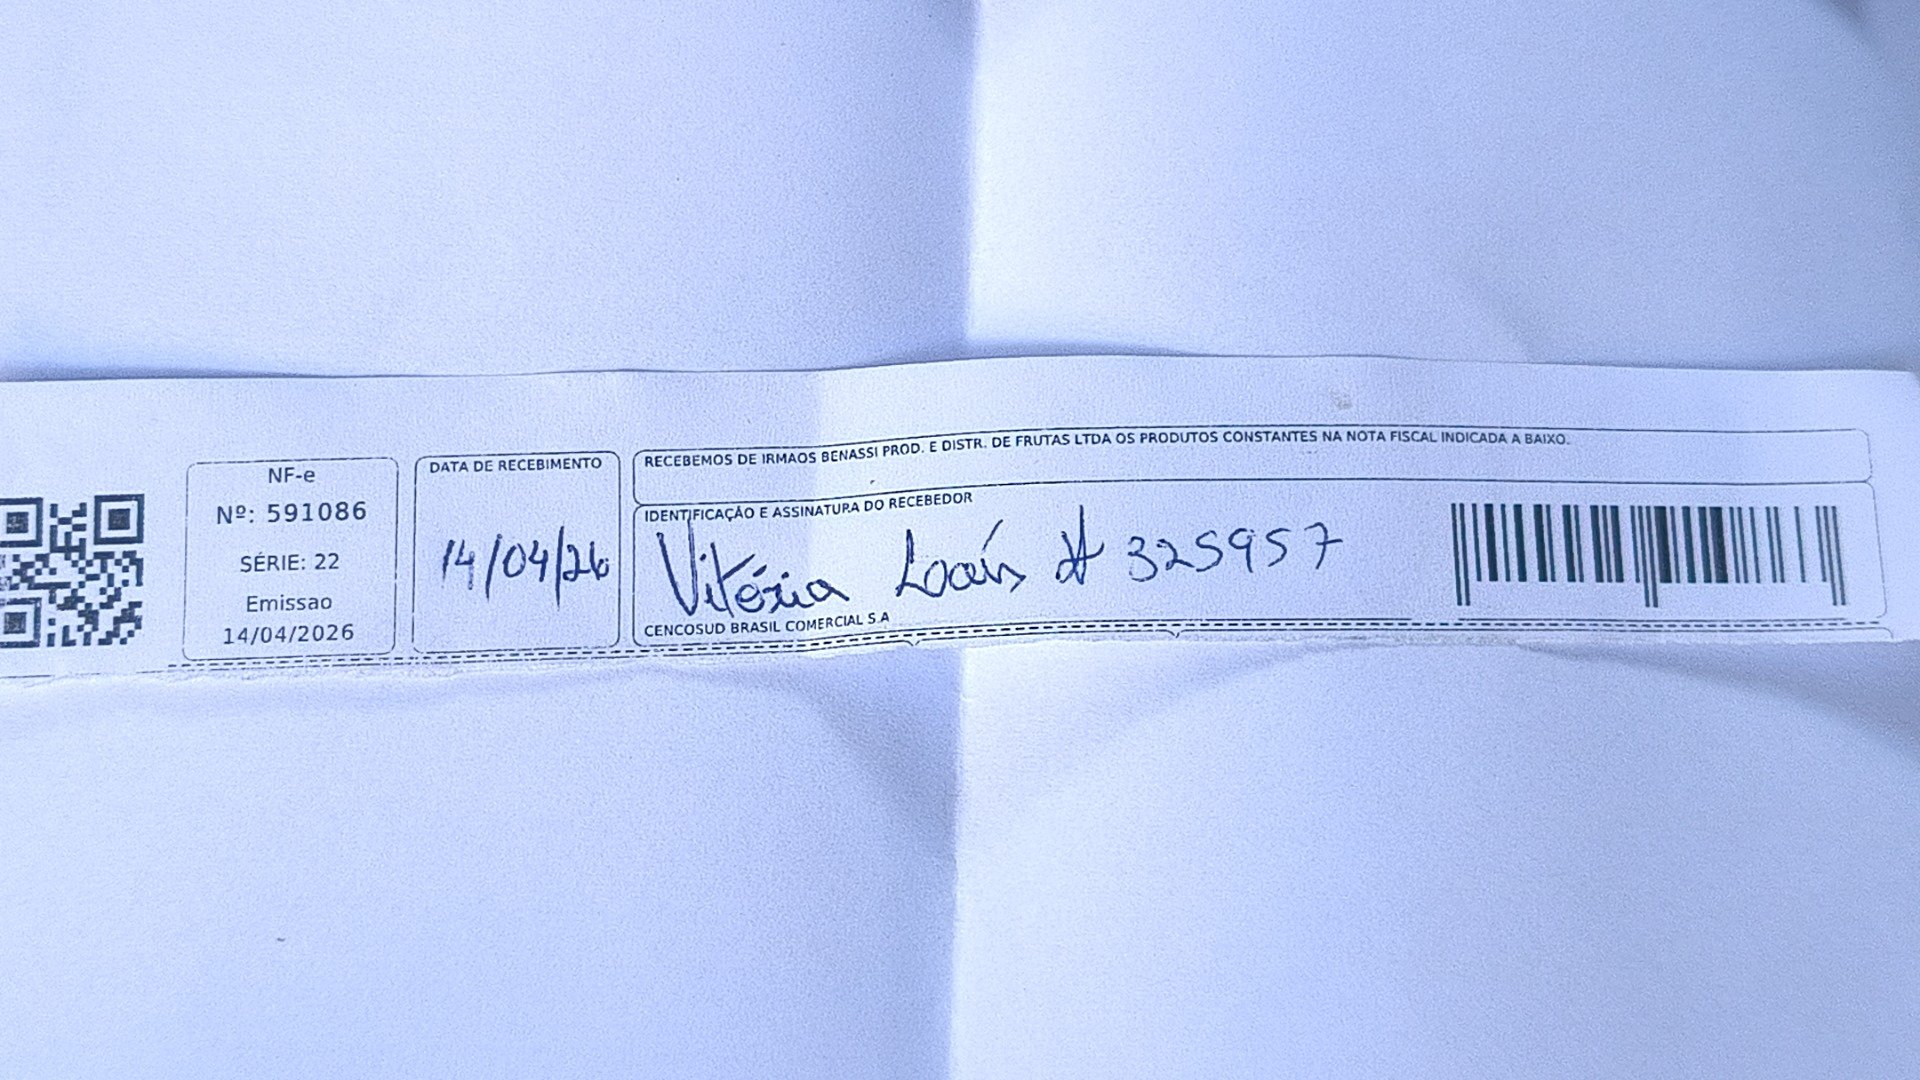 NF-e
Nº: 591086
SÉRIE: 22
Emissao
14/04/2026
DATA DE RECEBIMENTO
14/04/26
RECEBEMOS DE IRMAOS BENASSI PROD. E DISTR. DE FRUTAS LTDA OS PRODUTOS CONSTANTES NA NOTA FISCAL INDICADA A BAIXO.
IDENTIFICAÇÃO E ASSINATURA DO RECEBEDOR
Vitória # 325957
CENCOSUD BRASIL COMERCIAL S.A